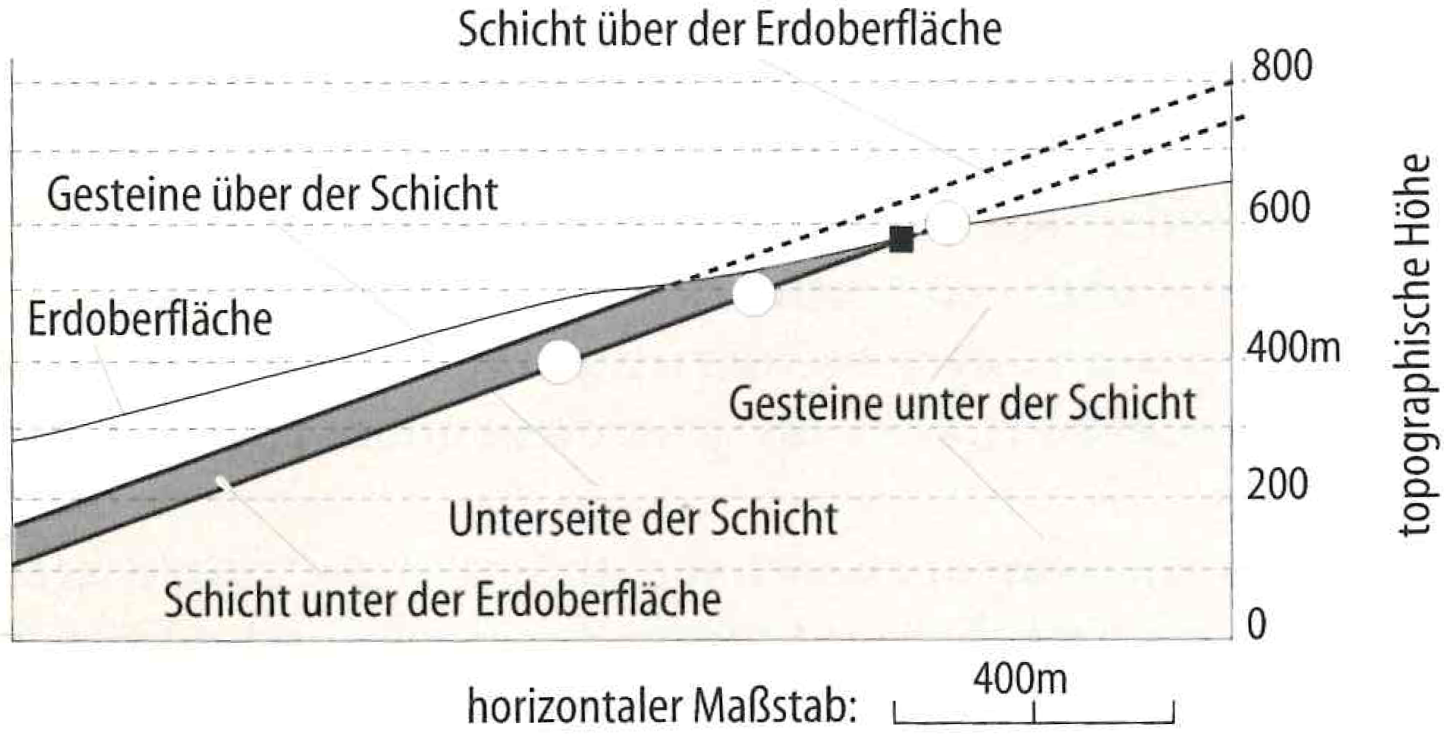 Schicht über der Erdoberfläche
800
Gesteine über der Schicht
600
Erdoberfläche
400m
Gesteine unter der Schicht
topographische Höhe
200
Unterseite der Schicht
Schicht unter der Erdoberfläche
0
horizontaler Maßstab:
400m